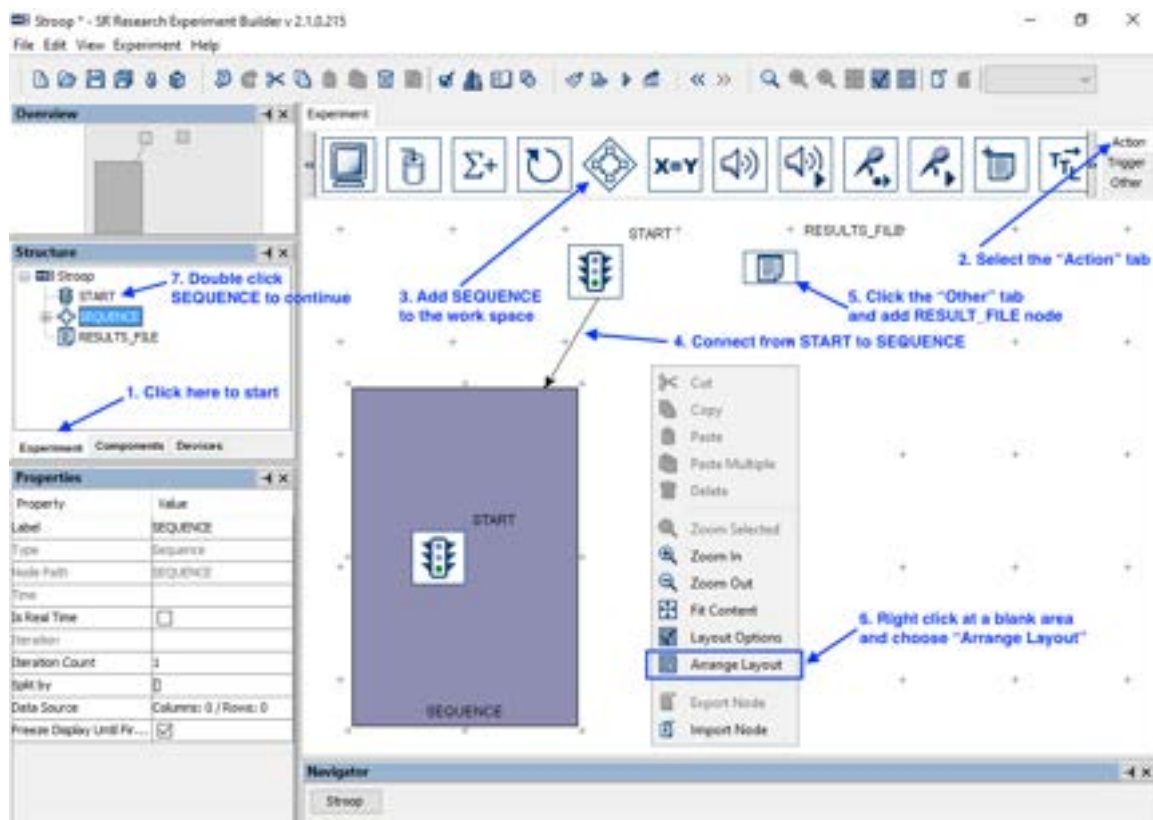 Stroop * - SR Research Experiment Builder v 2.1.0.215
File Edit View Experiment Help
Overview
Experiment
X=Y
TTL
Action
Trigger
Other
START
RESULTS_FILE
2. Select the “Action” tab
Structure
Stroop
START
SEQUENCE
RESULTS_FILE
7. Double click
SEQUENCE to continue
3. Add SEQUENCE
to the work space
5. Click the “Other” tab
and add RESULT_FILE node
4. Connect from START to SEQUENCE
1. Click here to start
Experiment Components Devices
Properties
Property Value
Label SEQUENCE
Type Sequence
Node Path SEQUENCE
Time
Is Real Time
Iteration
Iteration Count 1
Split by []
Data Source Columns: 0 / Rows: 0
Freeze Display Until Fir...
START
SEQUENCE
Cut
Copy
Paste
Paste Multiple
Delete
Zoom Selected
Zoom In
Zoom Out
Fit Content
Layout Options
Arrange Layout
Export Node
Import Node
6. Right click at a blank area
and choose “Arrange Layout”
Navigator
Stroop